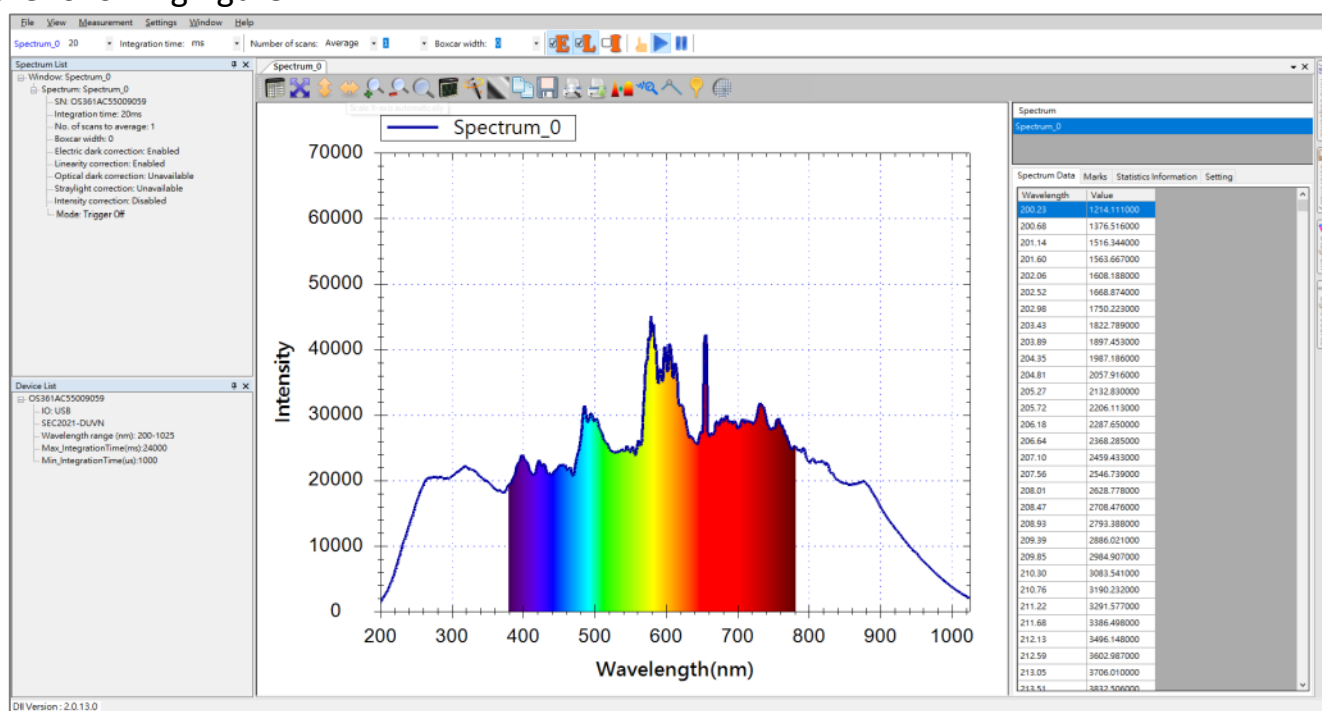 File View Measurement Settings Window Help
Spectrum_0 20 Integration time: ms Number of scans: Average 1 Boxcar width: 0 E L I
Spectrum List
Window: Spectrum_0
Spectrum: Spectrum_0
SN: OS361AC55009059
Integration time: 20ms
No. of scans to average: 1
Boxcar width: 0
Electric dark correction: Enabled
Linearity correction: Enabled
Optical dark correction: Unavailable
Straylight correction: Unavailable
Intensity correction: Disabled
Mode: Trigger Off
Device List
OS361AC55009059
IO: USB
SEC2021-DUVN
Wavelength range (nm): 200-1025
Max_IntegrationTime(ms):24000
Min_IntegrationTime(us):1000
Spectrum_0
Scale X-axis automatically
Spectrum_0
70000
60000
50000
40000
30000
20000
10000
0
Intensity
200 300 400 500 600 700 800 900 1000
Wavelength(nm)
Spectrum
Spectrum_0
Spectrum Data Marks Statistics Information Setting
Wavelength Value
200.23 1214.111000
200.68 1376.516000
201.14 1516.344000
201.60 1563.667000
202.06 1608.188000
202.52 1668.874000
202.98 1750.223000
203.43 1822.789000
203.89 1897.453000
204.35 1987.186000
204.81 2057.916000
205.27 2132.830000
205.72 2206.113000
206.18 2287.650000
206.64 2368.285000
207.10 2459.433000
207.56 2546.739000
208.01 2628.778000
208.47 2708.476000
208.93 2793.388000
209.39 2886.021000
209.85 2984.907000
210.30 3083.541000
210.76 3190.232000
211.22 3291.577000
211.68 3386.498000
212.13 3496.148000
212.59 3602.987000
213.05 3706.010000
213.51 3832.506000
Dll Version : 2.0.13.0